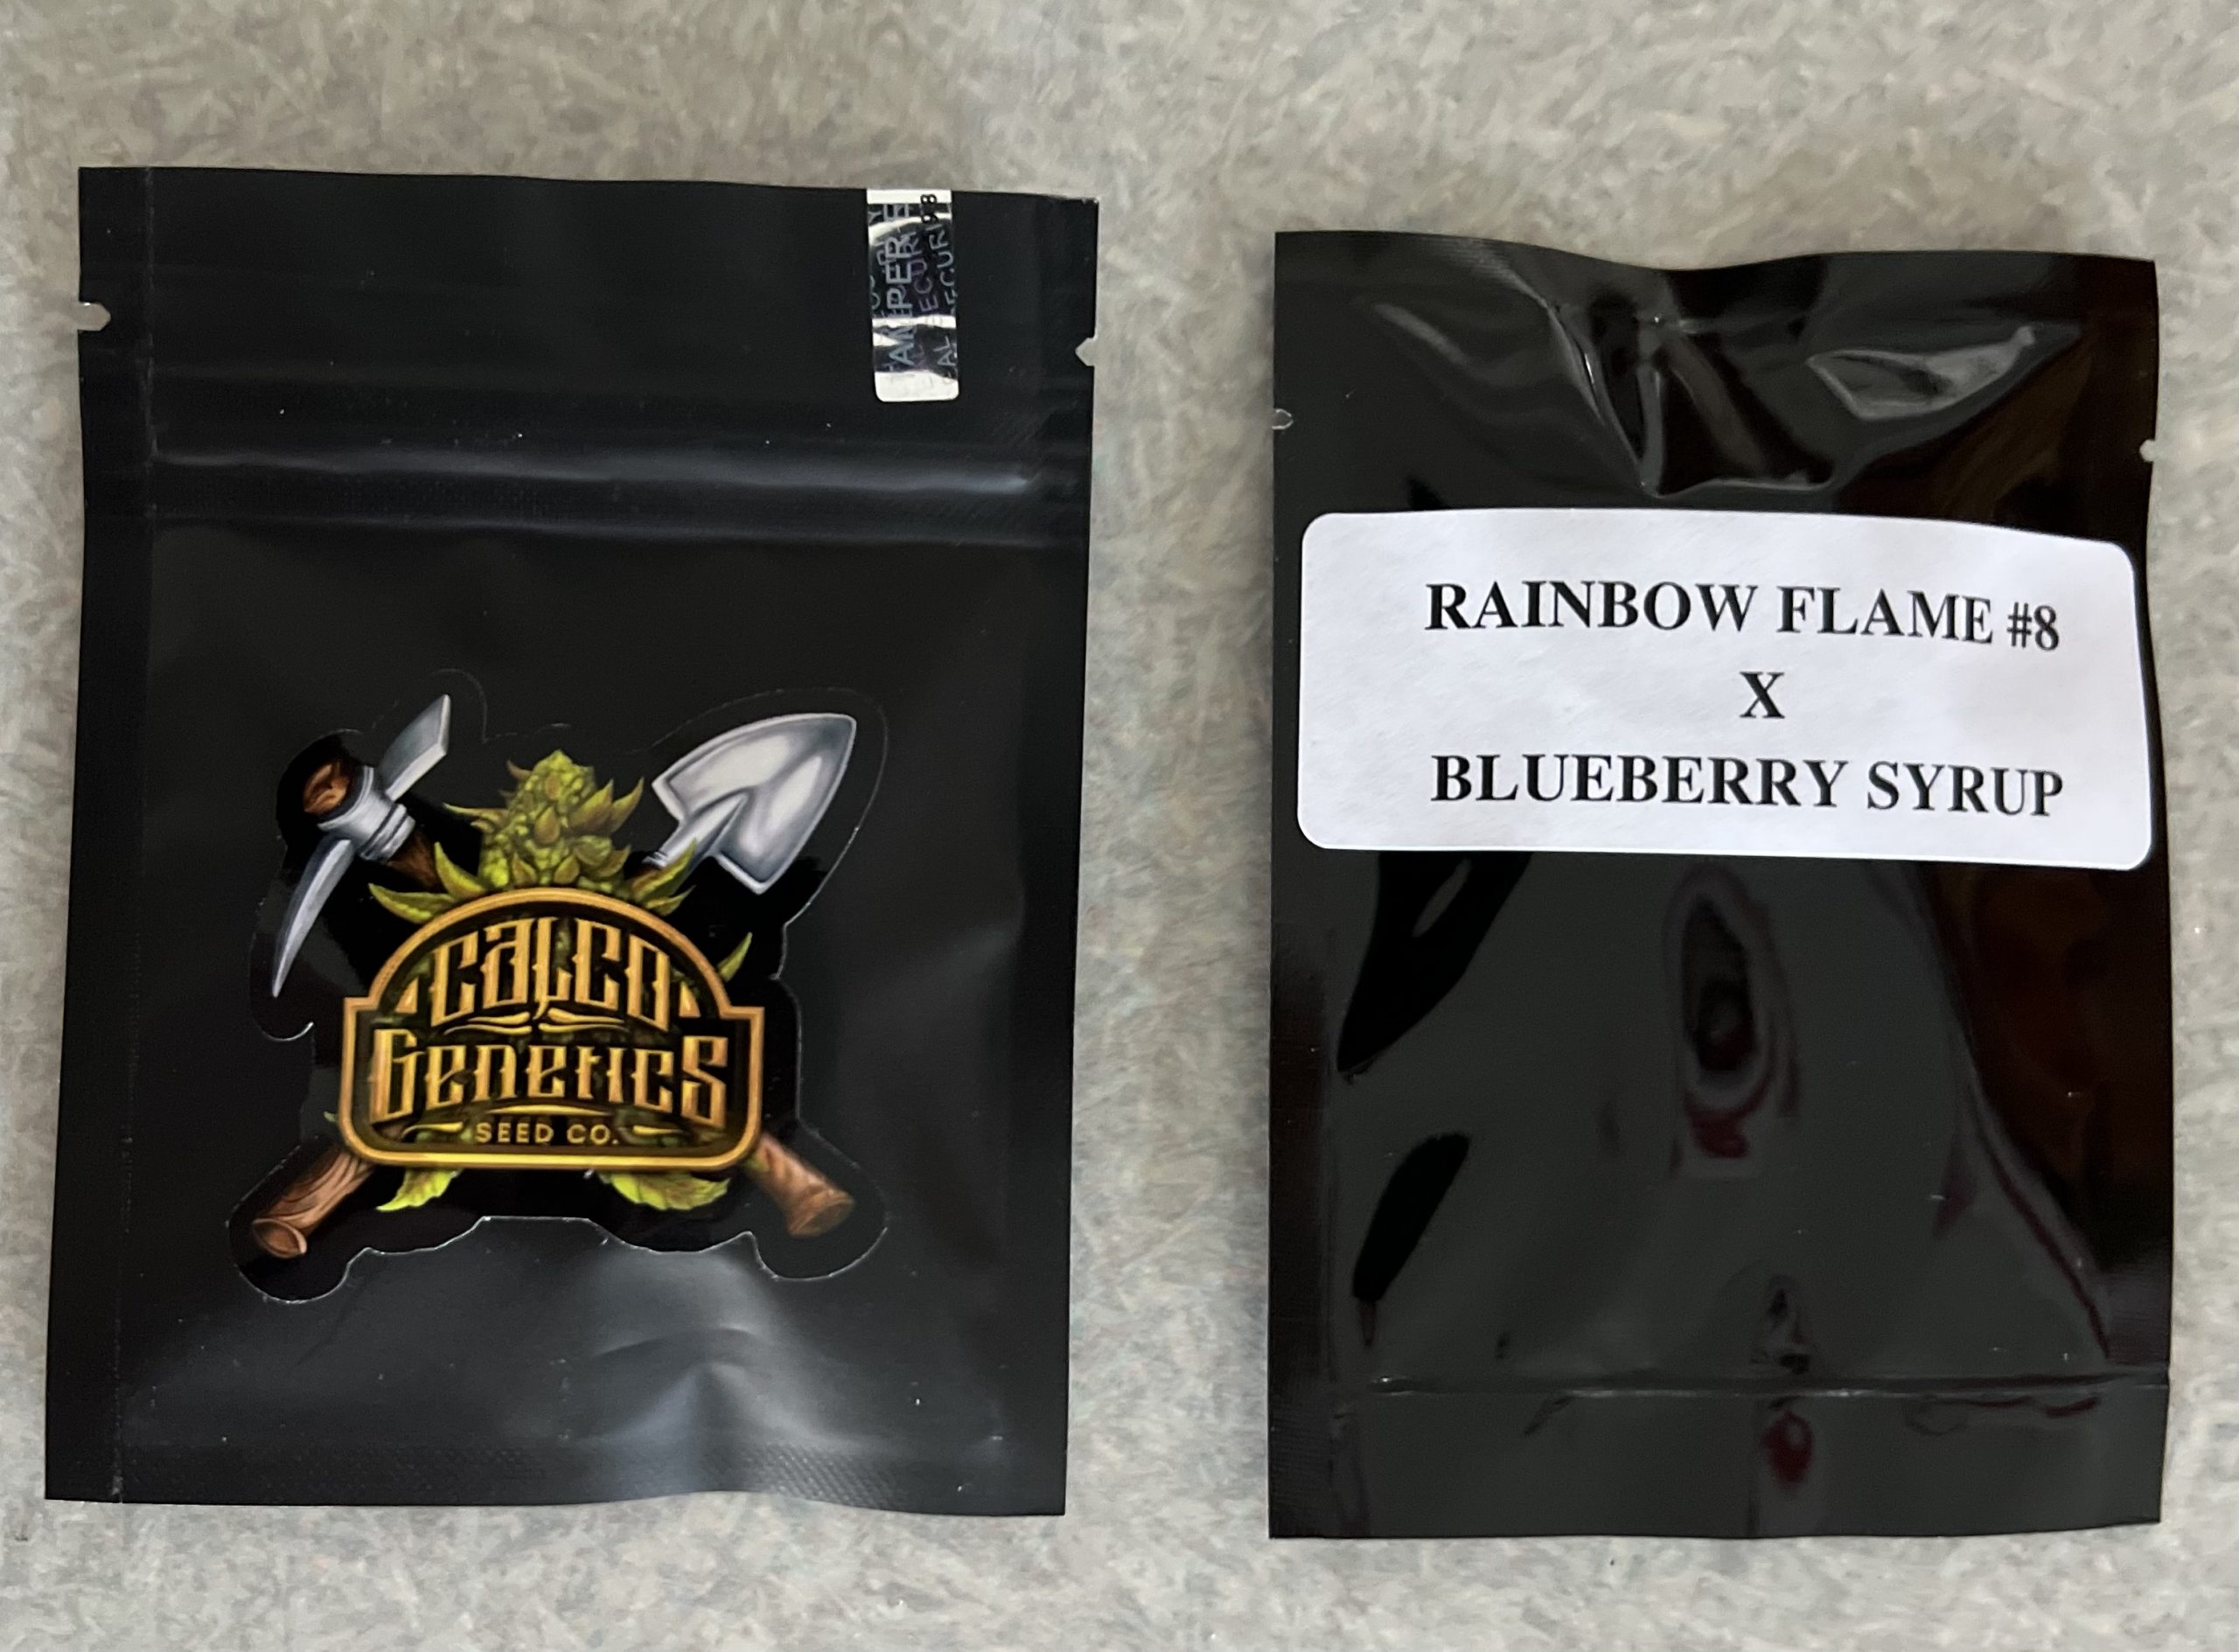 CALCO
GENETICS
SEED CO.
RAINBOW FLAME #8
X
BLUEBERRY SYRUP